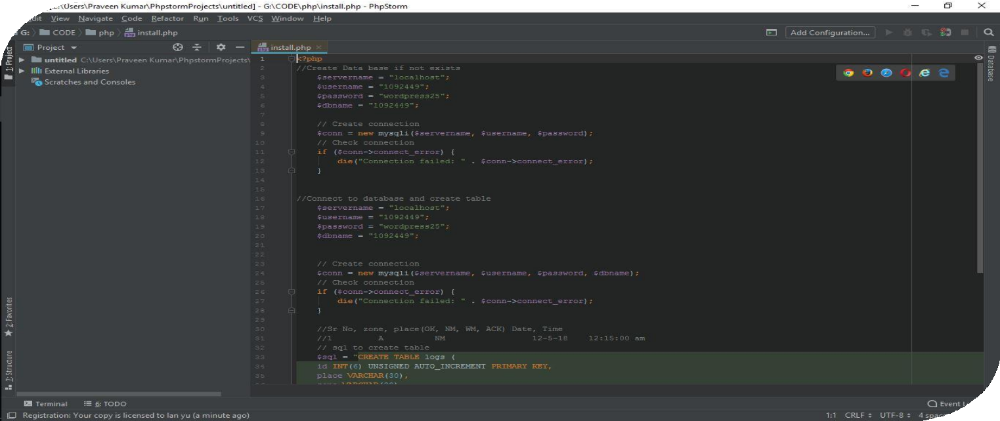 :\Users\Praveen Kumar\PhpstormProjects\untitled] - G:\CODE\php\install.php - PhpStorm
View Navigate Code Refactor Run Tools VCS Window Help
G: CODE php install.php
Add Configuration...
Project
install.php
1: Project
untitled C:\Users\Praveen Kumar\PhpstormProjects\
External Libraries
Scratches and Consoles
2: Favorites
7: Structure
Database
1 <?php
2 //Create Data base if not exists
3 $servername = "localhost";
4 $username = "1092449";
5 $password = "wordpress25";
6 $dbname = "1092449";
7
8 // Create connection
9 $conn = new mysqli($servername, $username, $password);
10 // Check connection
11 if ($conn->connect_error) {
12 die("Connection failed: " . $conn->connect_error);
13 }
14
15
16 //Connect to database and create table
17 $servername = "localhost";
18 $username = "1092449";
19 $password = "wordpress25";
20 $dbname = "1092449";
21
22
23 // Create connection
24 $conn = new mysqli($servername, $username, $password, $dbname);
25 // Check connection
26 if ($conn->connect_error) {
27 die("Connection failed: " . $conn->connect_error);
28 }
29
30 //Sr No, zone, place(OK, NM, WM, ACK) Date, Time
31 //1 A NM 12-5-18 12:15:00 am
32 // sql to create table
33 $sql = "CREATE TABLE logs (
34 id INT(6) UNSIGNED AUTO_INCREMENT PRIMARY KEY,
35 place VARCHAR(30),
Terminal 6: TODO
Event
Registration: Your copy is licensed to lan yu (a minute ago)
1:1 CRLF UTF-8 4